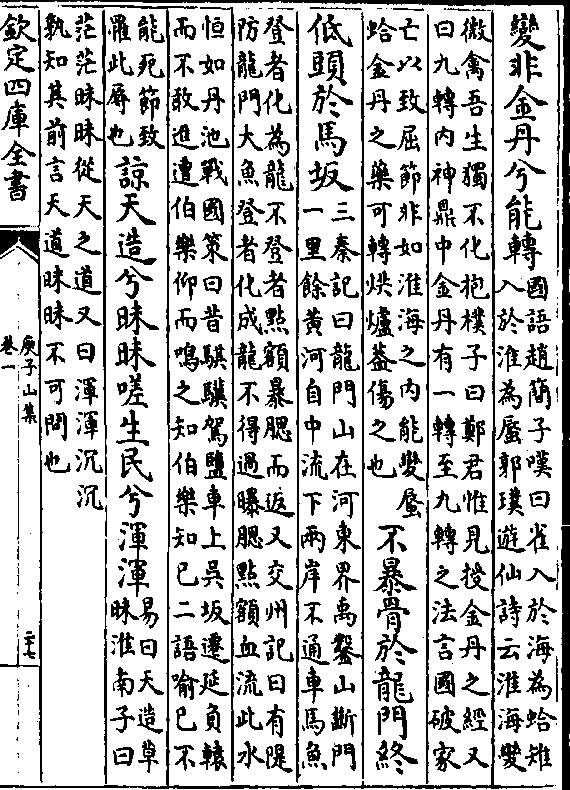 變非金丹兮能轉國語趙簡子嘆曰雀入於海為蛤雉
入於淮為蜃郭璞遊仙詩云淮海變
微禽吾生獨不化抱樸子曰鄭君惟見授金丹之經又
曰九轉内神鼎中金丹有一轉至九轉之法言國破家
亡以致屈節非如淮海之内能變蜃
蛤金丹之藥可轉烘爐蓋傷之也不暴骨於龍門終
低頭於馬坂三秦記曰龍門山在河東界禹鑿山斷門
一里餘黄河自中流下兩岸不通車馬魚
登者化為龍不登者點額暴腮而返又交州記曰有隄
防龍門大魚登者化成龍不得過曝腮點額血流此水
恒如丹池戰國策曰昔騏驥駕鹽車上吳坂遷延負轅
而不敢進遭伯樂仰而鳴之知伯樂知已二語喻已不
能死節致
罹此辱也諒天造兮昧昧嗟生民兮渾渾易曰天造草
昧淮南子曰
茫茫昧昧從天之道又曰渾渾沉沉
孰知其前言天道昧昧不可問也
欽定四庫全書
庾子山集
卷一
二十七